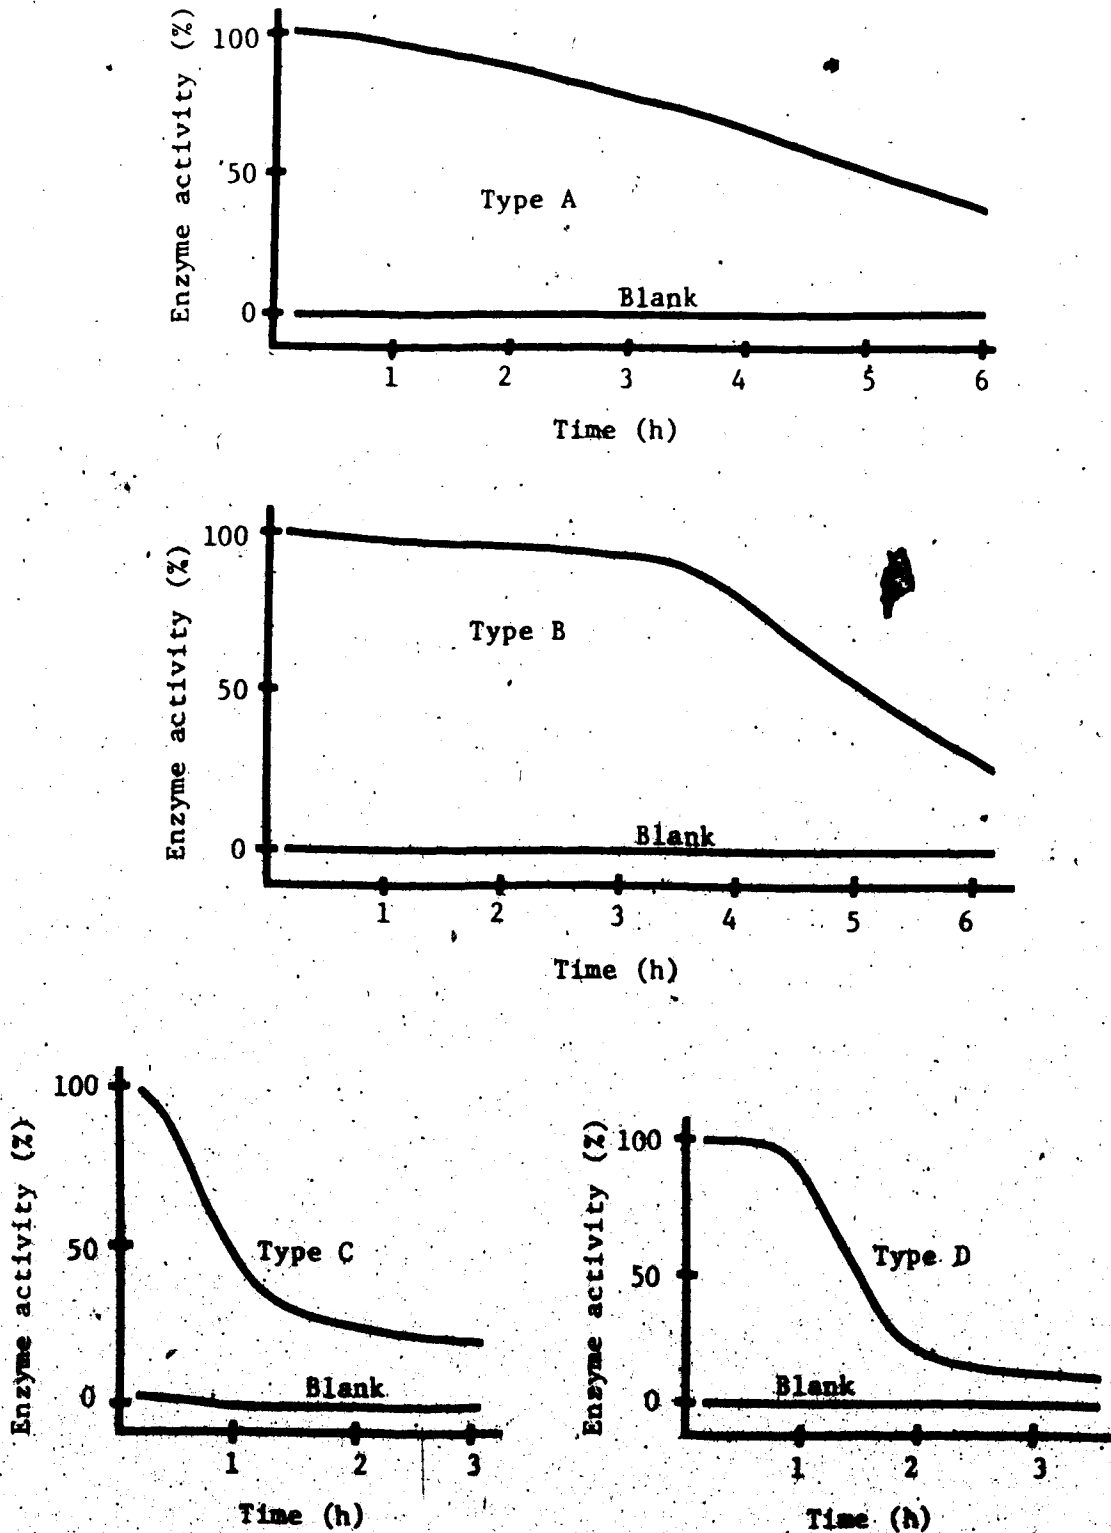 Enzyme activity (%)
100
50
0
Type A
Blank
1 2 3 4 5 6
Time (h)
Enzyme activity (%)
100
50
0
Type B
Blank
1 2 3 4 5 6
Time (h)
Enzyme activity (%)
100
50
0
Type C
Blank
1 2 3
Time (h)
Enzyme activity (%)
100
50
0
Type D
Blank
1 2 3
Time (h)